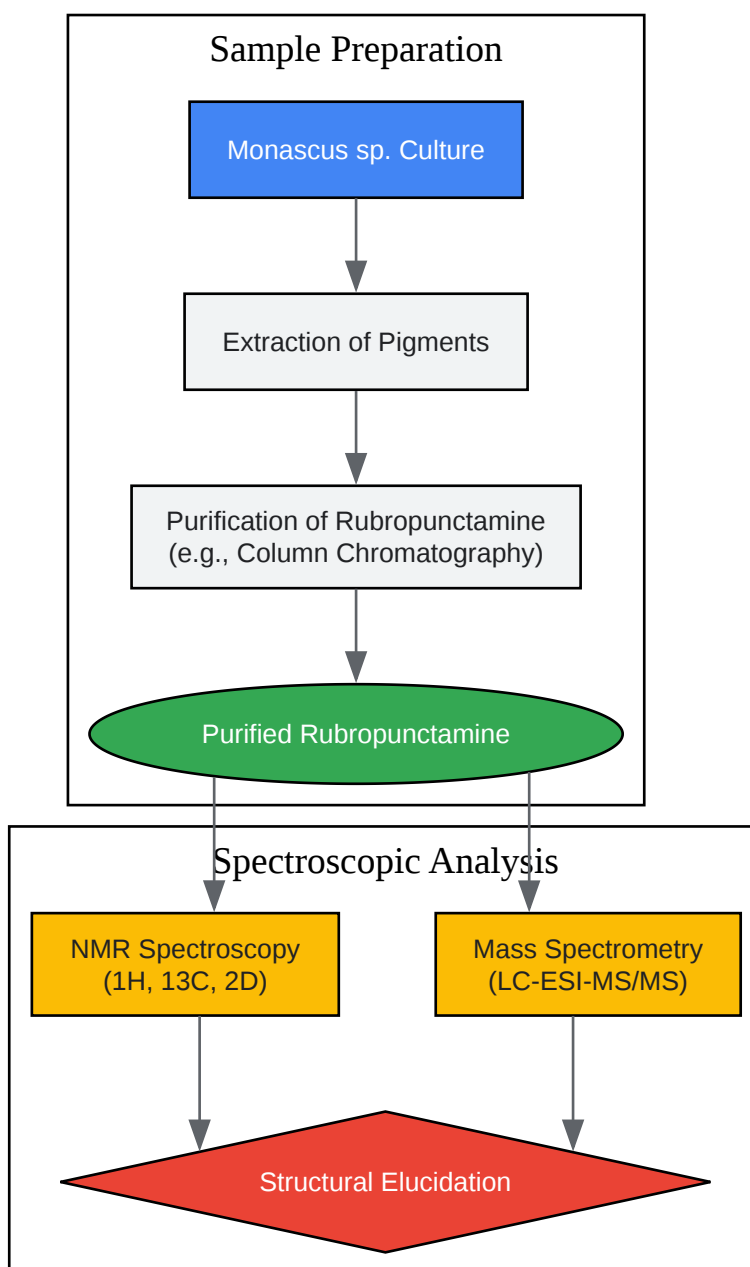 Sample Preparation
Monascus sp. Culture
Extraction of Pigments
Purification of Rubropunctamine
(e.g., Column Chromatography)
Purified Rubropunctamine
Spectroscopic Analysis
NMR Spectroscopy
(1H, 13C, 2D)
Mass Spectrometry
(LC-ESI-MS/MS)
Structural Elucidation